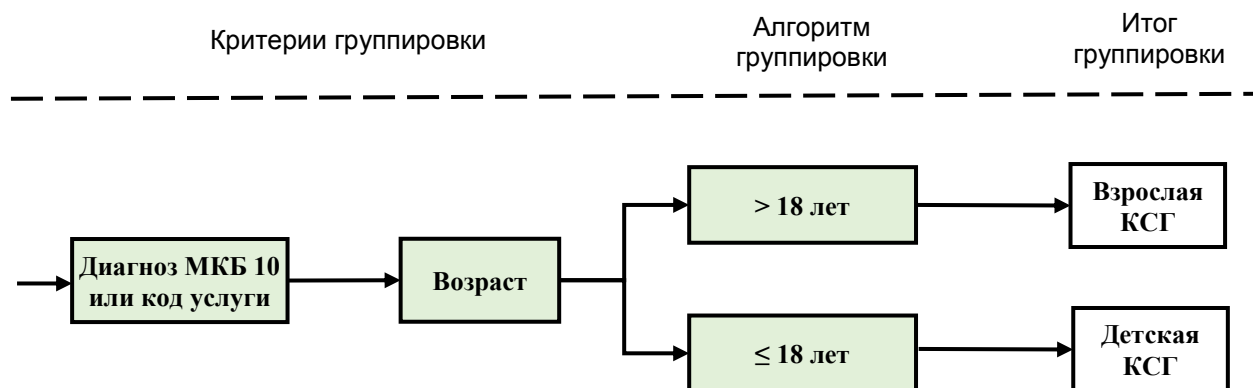 Критерии группировки
Алгоритм
группировки
Итог
группировки
Диагноз МКБ 10
или код услуги
Возраст
> 18 лет
Взрослая
КСГ
≤ 18 лет
Детская
КСГ